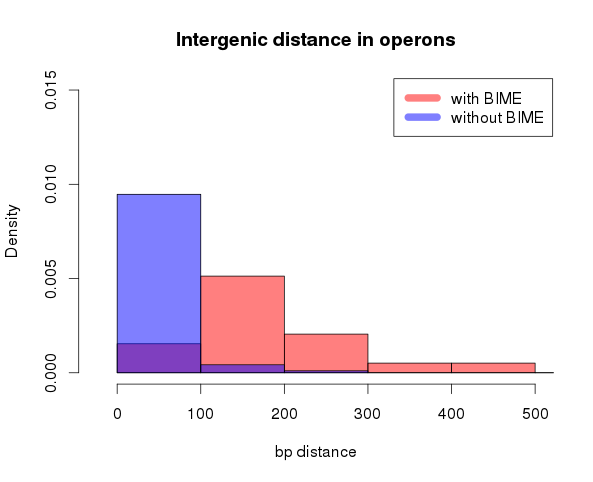 Intergenic distance in operons
with BIME
without BIME
Density
0.015
0.010
0.005
0.000
0 100 200 300 400 500
bp distance